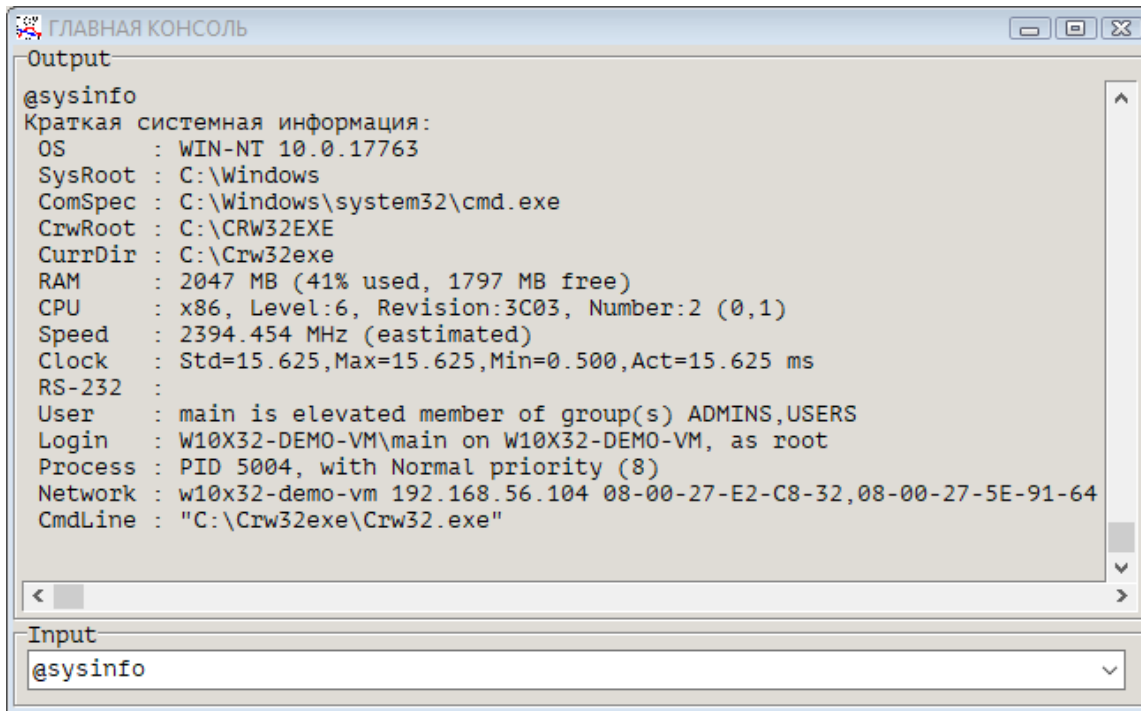 ГЛАВНАЯ КОНСОЛЬ
Output
@sysinfo
Краткая системная информация:
OS : WIN-NT 10.0.17763
SysRoot : C:\Windows
ComSpec : C:\Windows\system32\cmd.exe
CrwRoot : C:\CRW32EXE
CurrDir : C:\Crw32exe
RAM : 2047 MB (41% used, 1797 MB free)
CPU : x86, Level:6, Revision:3C03, Number:2 (0,1)
Speed : 2394.454 MHz (eastimated)
Clock : Std=15.625,Max=15.625,Min=0.500,Act=15.625 ms
RS-232 :
User : main is elevated member of group(s) ADMINS,USERS
Login : W10X32-DEMO-VM\main on W10X32-DEMO-VM, as root
Process : PID 5004, with Normal priority (8)
Network : w10x32-demo-vm 192.168.56.104 08-00-27-E2-C8-32,08-00-27-5E-91-64
CmdLine : "C:\Crw32exe\Crw32.exe"
Input
@sysinfo